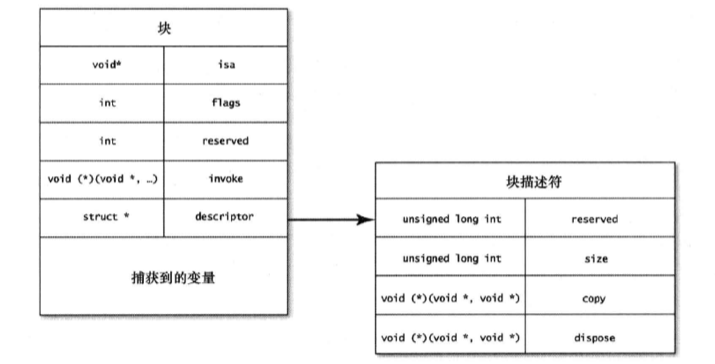 块
void* isa
int flags
int reserved
void (*)(void *, …) invoke
struct * descriptor
捕获到的变量
块描述符
unsigned long int reserved
unsigned long int size
void (*)(void *, void *) copy
void (*)(void *, void *) dispose